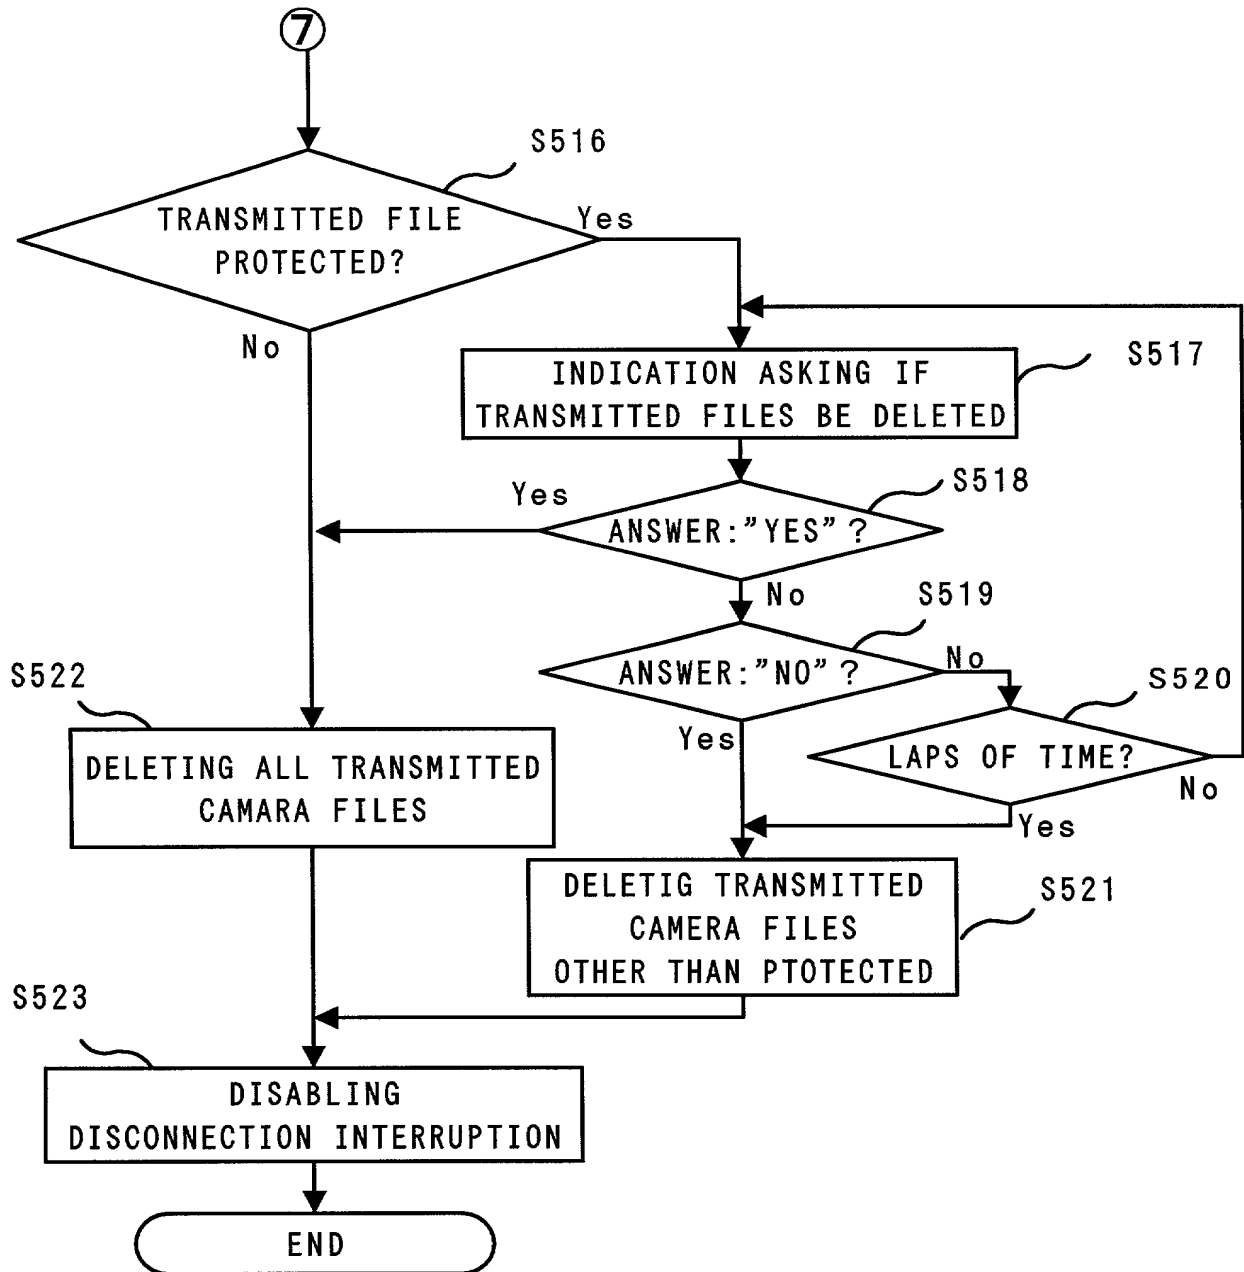 ⑦
S516
TRANSMITTED FILE
PROTECTED?
Yes
No
S517
INDICATION ASKING IF
TRANSMITTED FILES BE DELETED
S518
Yes
ANSWER:"YES"?
No
S519
ANSWER:"NO"?
No
S520
Yes
LAPS OF TIME?
No
Yes
S522
DELETING ALL TRANSMITTED
CAMARA FILES
S521
DELETIG TRANSMITTED
CAMERA FILES
OTHER THAN PTOTECTED
S523
DISABLING
DISCONNECTION INTERRUPTION
END